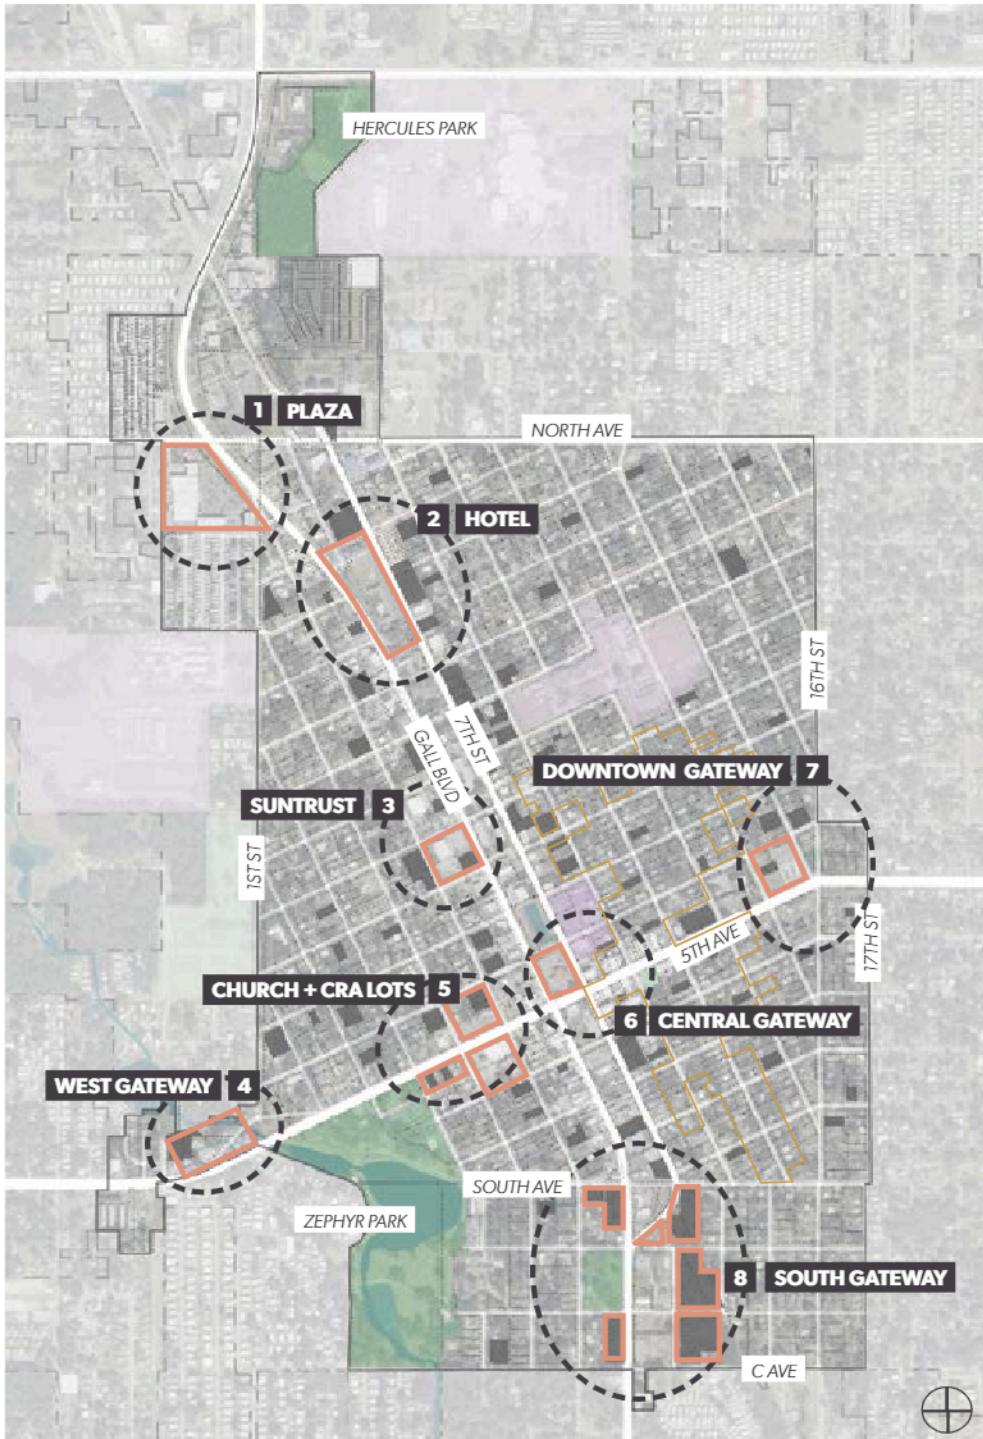 HERCULES PARK
1 PLAZA
NORTH AVE
2 HOTEL
16TH ST
7TH ST
GALL BLVD
DOWNTOWN GATEWAY 7
SUNTRUST 3
1ST ST
17TH ST
5TH AVE
CHURCH + CRA LOTS 5
6 CENTRAL GATEWAY
WEST GATEWAY 4
SOUTH AVE
ZEPHYR PARK
8 SOUTH GATEWAY
C AVE